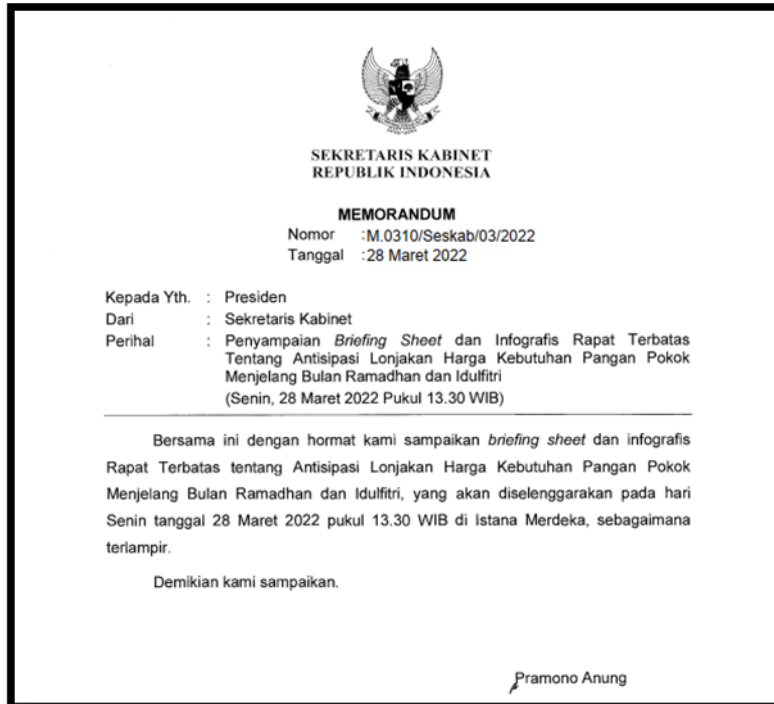 SEKRETARIS KABINET
REPUBLIK INDONESIA
MEMORANDUM
Nomor :M.0310/Seskab/03/2022
Tanggal :28 Maret 2022
Kepada Yth. : Presiden
Dari : Sekretaris Kabinet
Perihal : Penyampaian Briefing Sheet dan Infografis Rapat Terbatas
Tentang Antisipasi Lonjakan Harga Kebutuhan Pangan Pokok
Menjelang Bulan Ramadhan dan Idulfitri
(Senin, 28 Maret 2022 Pukul 13.30 WIB)
Bersama ini dengan hormat kami sampaikan briefing sheet dan infografis
Rapat Terbatas tentang Antisipasi Lonjakan Harga Kebutuhan Pangan Pokok
Menjelang Bulan Ramadhan dan Idulfitri, yang akan diselenggarakan pada hari
Senin tanggal 28 Maret 2022 pukul 13.30 WIB di Istana Merdeka, sebagaimana
terlampir.
Demikian kami sampaikan.
Pramono Anung